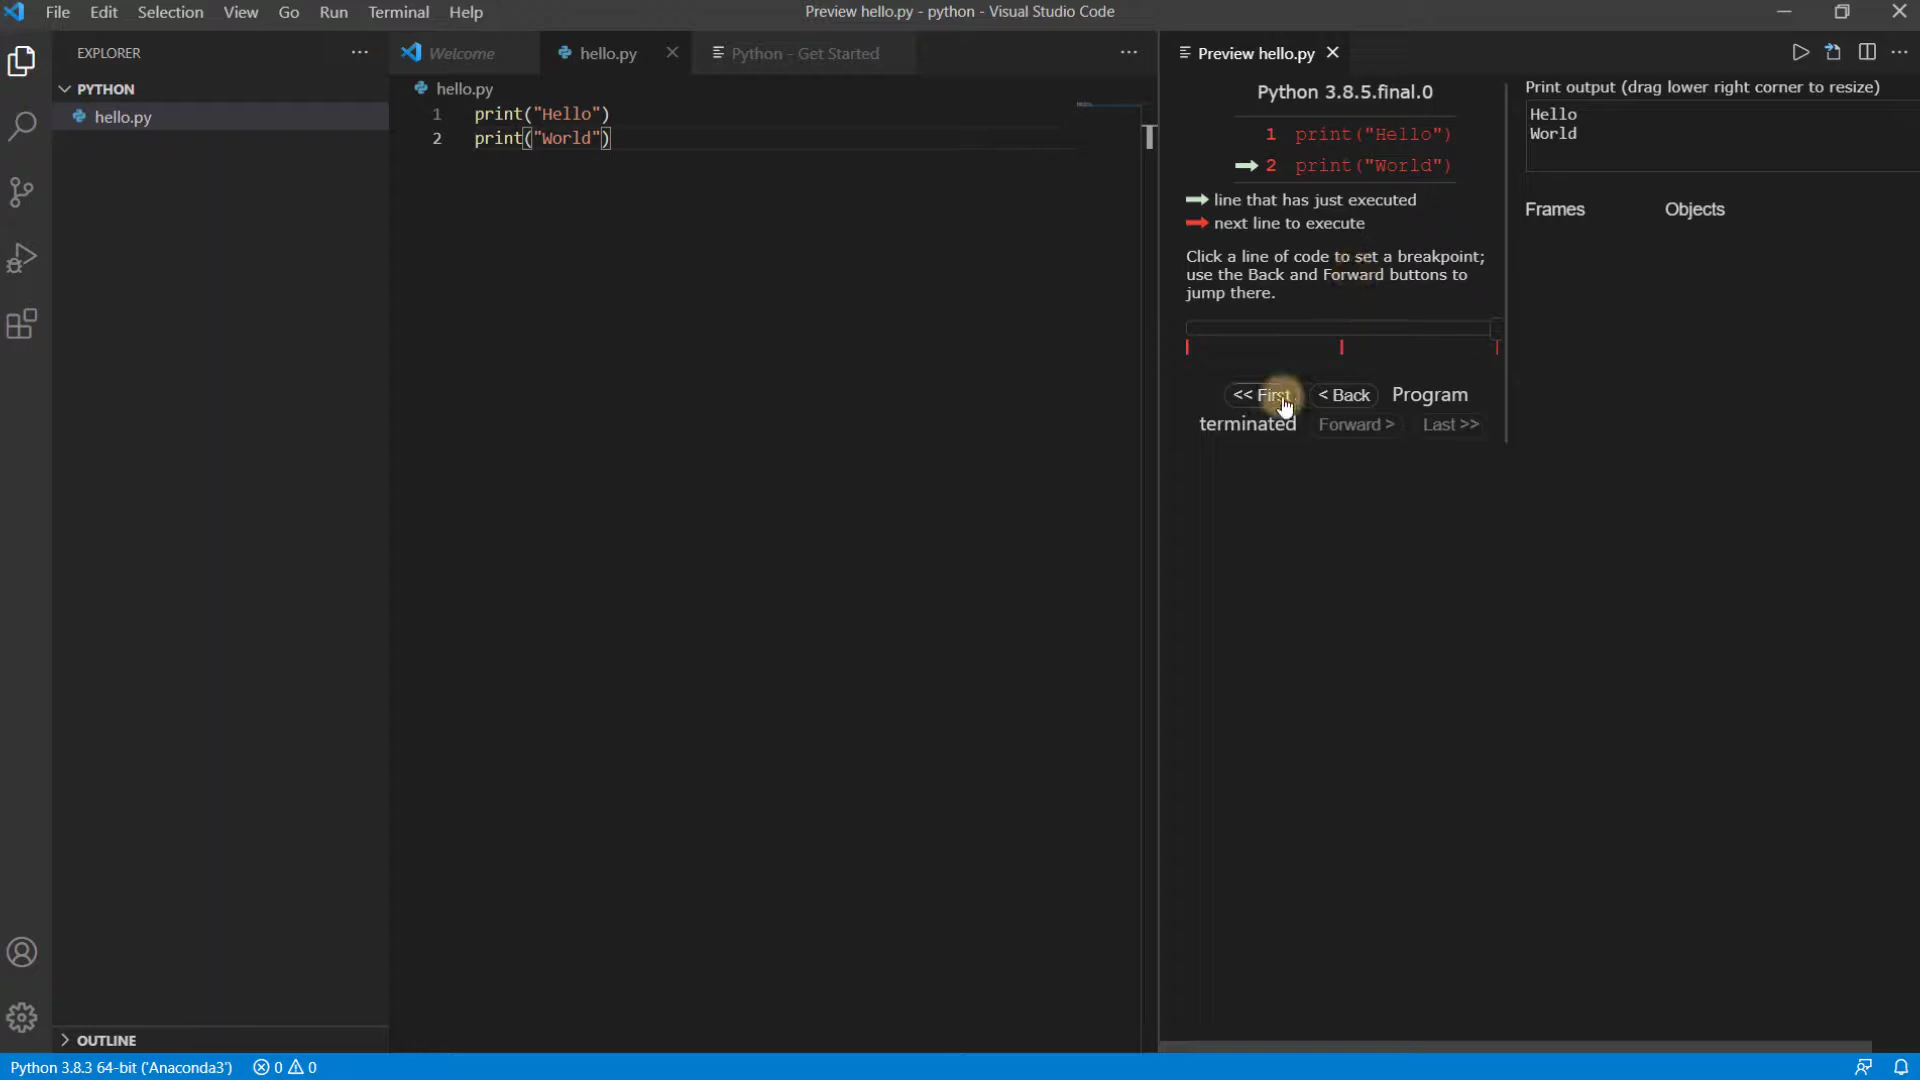 File Edit Selection View Go Run Terminal Help
Preview hello.py - python - Visual Studio Code
EXPLORER
PYTHON
hello.py
OUTLINE
Welcome
hello.py
Python - Get Started
hello.py
1 print("Hello")
2 print("World")
Preview hello.py
Python 3.8.5.final.0
1 print("Hello")
2 print("World")
line that has just executed
next line to execute
Click a line of code to set a breakpoint;
use the Back and Forward buttons to
jump there.
<< First < Back Program
terminated Forward > Last >>
Print output (drag lower right corner to resize)
Hello
World
Frames Objects
Python 3.8.3 64-bit ('Anaconda3') 0 0